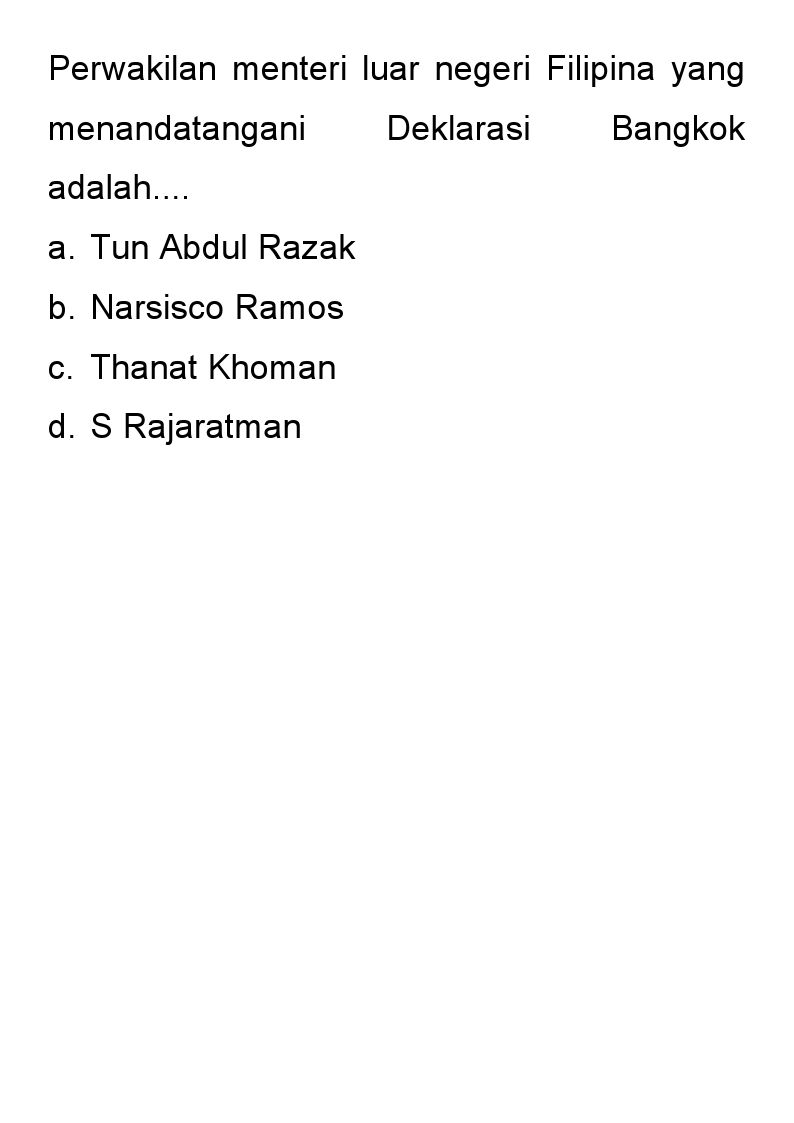 Perwakilan menteri luar negeri Filipina yang
menandatangani Deklarasi Bangkok
adalah....
a. Tun Abdul Razak
b. Narsisco Ramos
c. Thanat Khoman
d. S Rajaratman